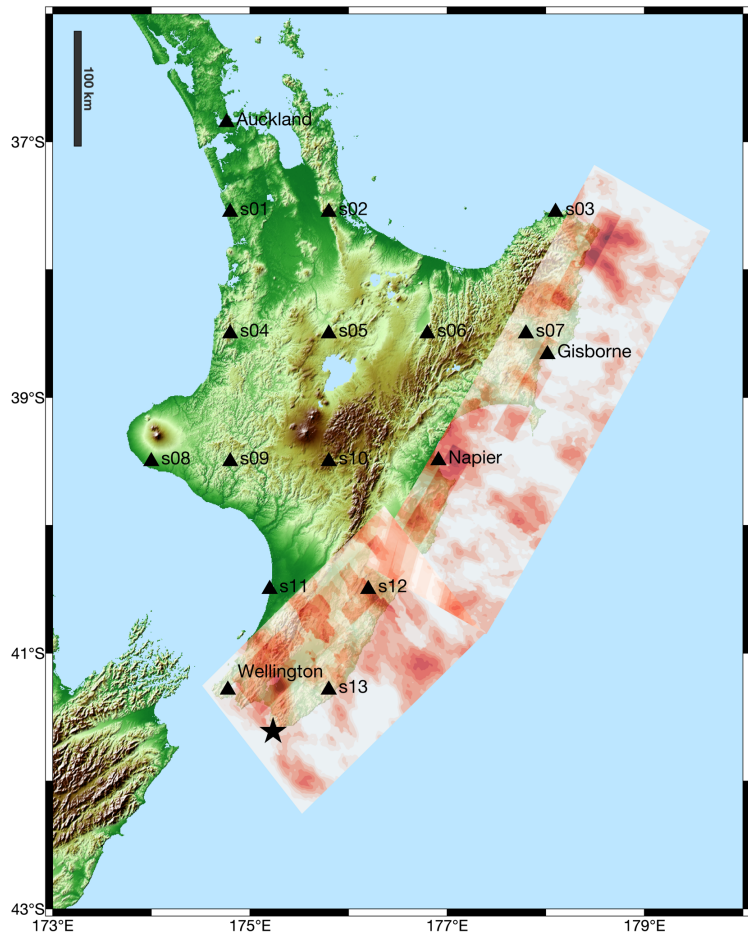 100 km
Auckland
37°S
s01
s02
s03
s04
s05
s06
s07
Gisborne
39°S
s08
s09
s10
Napier
s11
s12
41°S
Wellington
s13
43°S
173°E
175°E
177°E
179°E